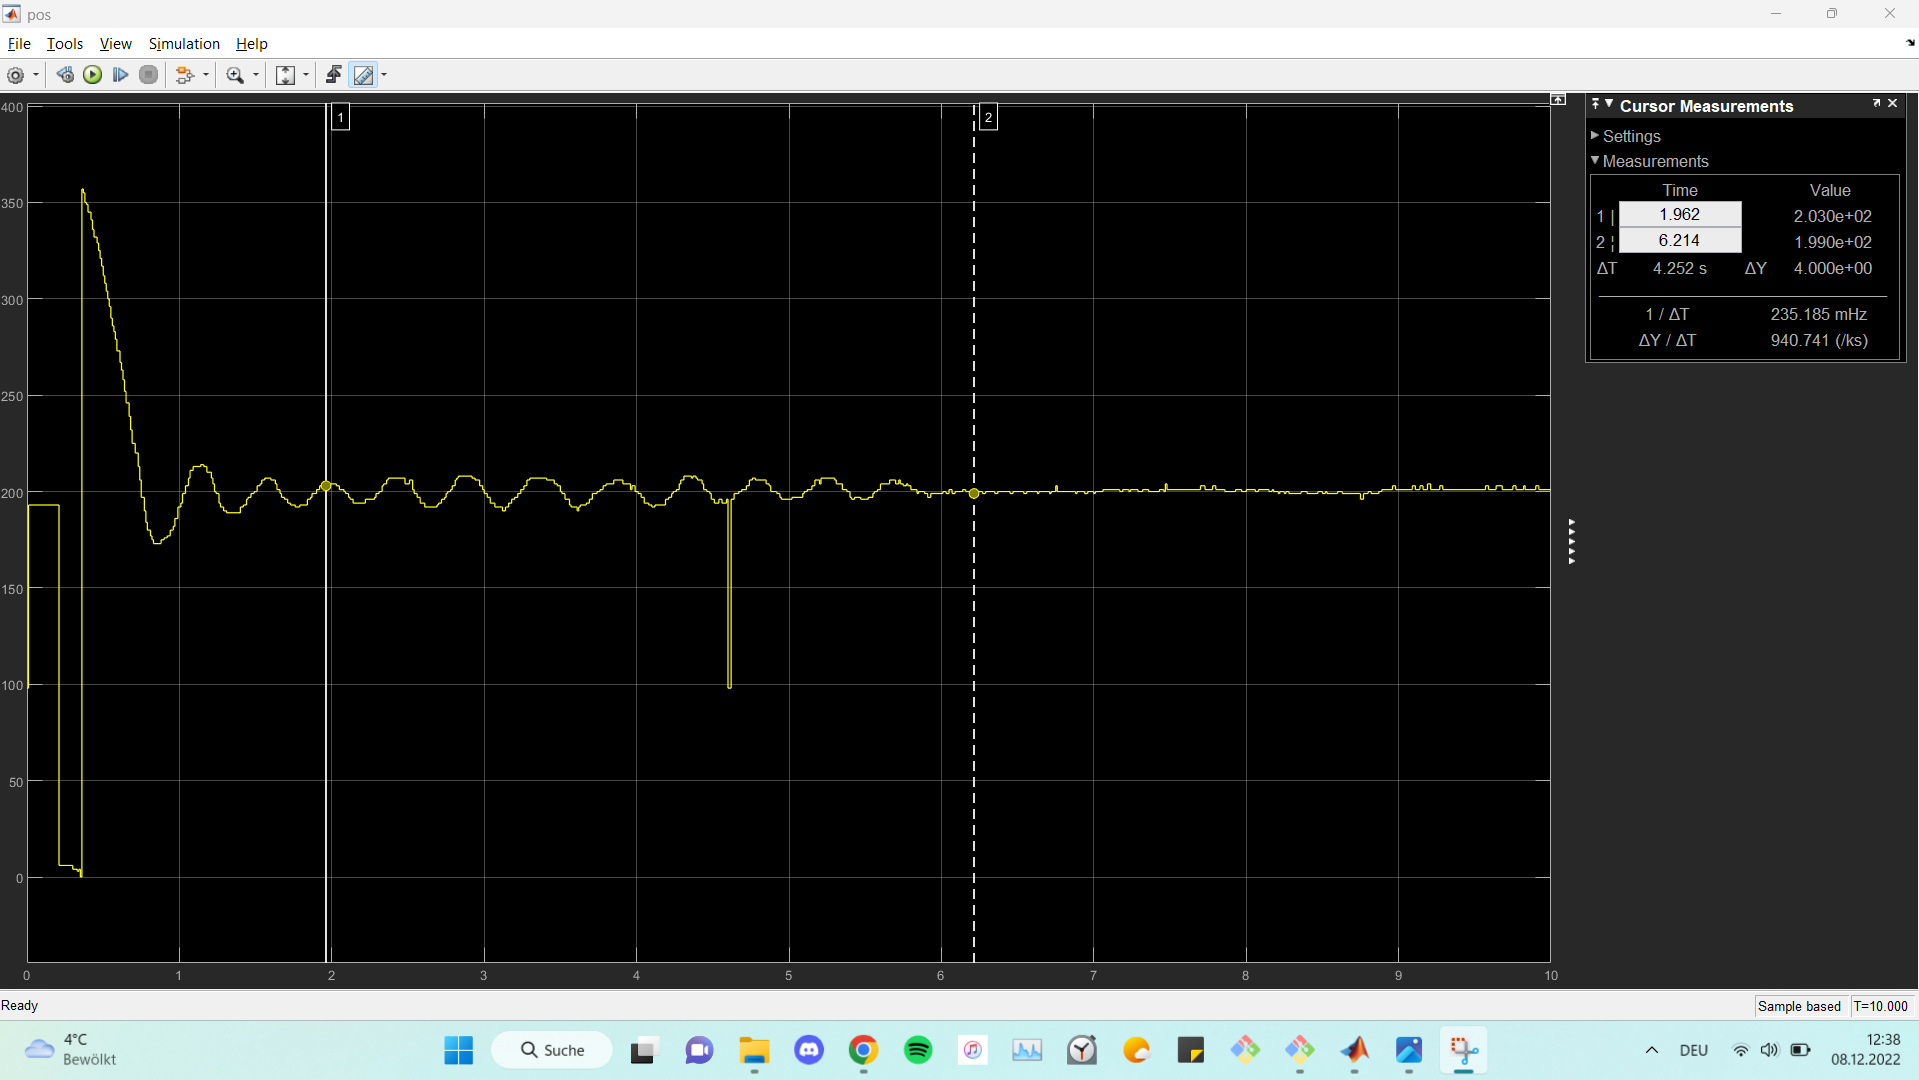 pos
File Tools View Simulation Help
400
350
300
250
200
150
100
50
0
1
2
0 1 2 3 4 5 6 7 8 9 10
Cursor Measurements
Settings
Measurements
Time Value
1 | 1.962 2.030e+02
2 ¦ 6.214 1.990e+02
ΔT 4.252 s ΔY 4.000e+00
1 / ΔT 235.185 mHz
ΔY / ΔT 940.741 (/ks)
Ready
Sample based T=10.000
4°C
Bewölkt
Suche
DEU
12:38
08.12.2022